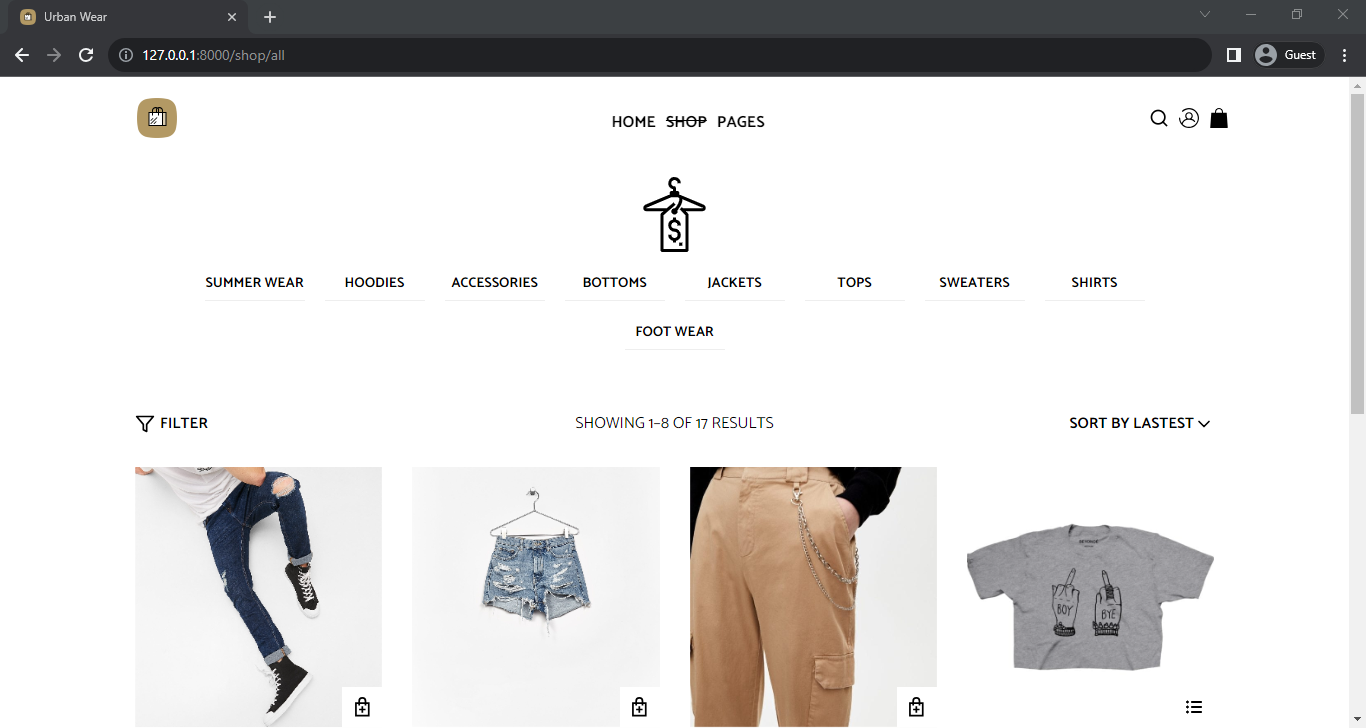 Urban Wear
127.0.0.1:8000/shop/all
Guest
HOME SHOP PAGES
$
SUMMER WEAR HOODIES ACCESSORIES BOTTOMS JACKETS TOPS SWEATERS SHIRTS
FOOT WEAR
FILTER SHOWING 1–8 OF 17 RESULTS SORT BY LASTEST
BOY BYE